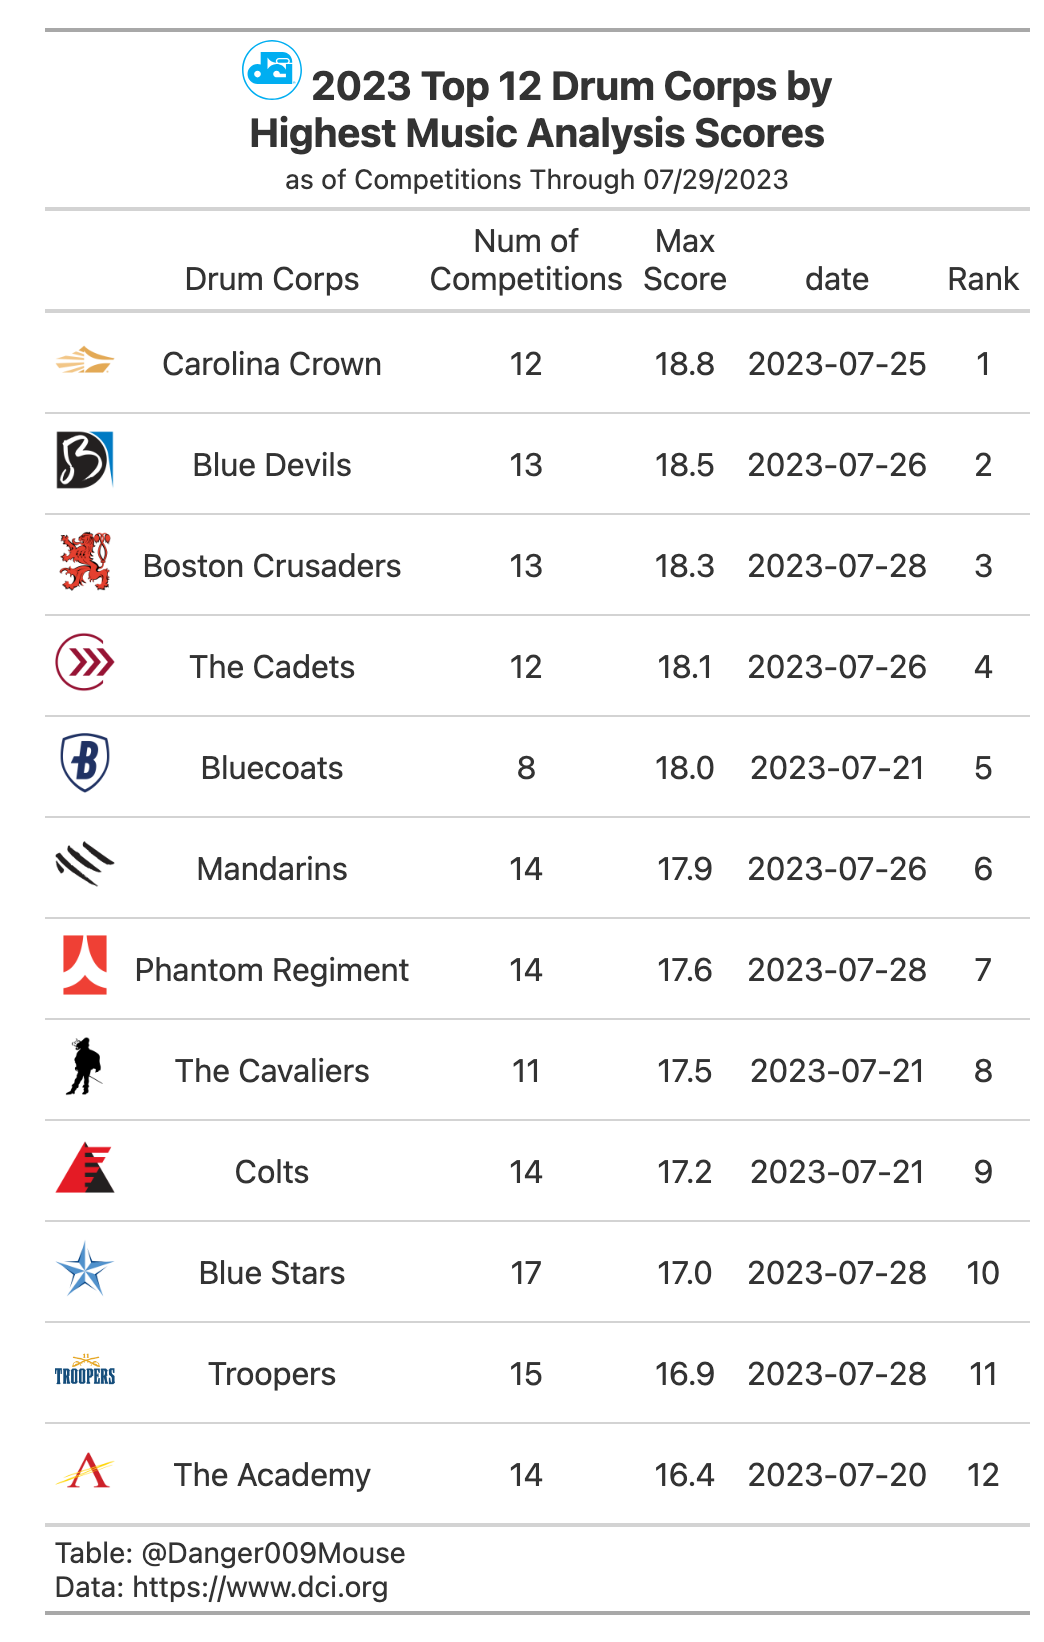 dci 2023 Top 12 Drum Corps by
Highest Music Analysis Scores
as of Competitions Through 07/29/2023
Drum Corps Num of Competitions Max Score date Rank
Carolina Crown 12 18.8 2023-07-25 1
B Blue Devils 13 18.5 2023-07-26 2
Boston Crusaders 13 18.3 2023-07-28 3
The Cadets 12 18.1 2023-07-26 4
B Bluecoats 8 18.0 2023-07-21 5
Mandarins 14 17.9 2023-07-26 6
Phantom Regiment 14 17.6 2023-07-28 7
The Cavaliers 11 17.5 2023-07-21 8
Colts 14 17.2 2023-07-21 9
Blue Stars 17 17.0 2023-07-28 10
TROOPERS Troopers 15 16.9 2023-07-28 11
A The Academy 14 16.4 2023-07-20 12
Table: @Danger009Mouse
Data: https://www.dci.org